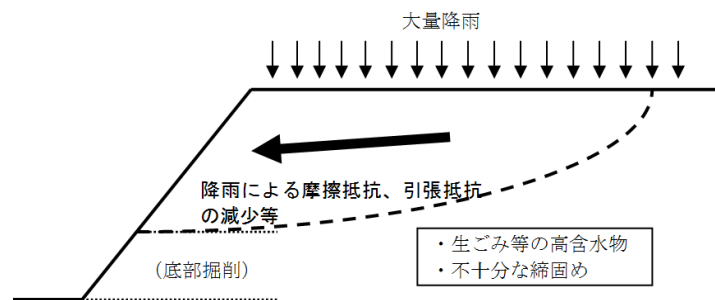 大量降雨
降雨による摩擦抵抗、引張抵抗
の減少等
・生ごみ等の高含水物
・不十分な締固め
（底部掘削）